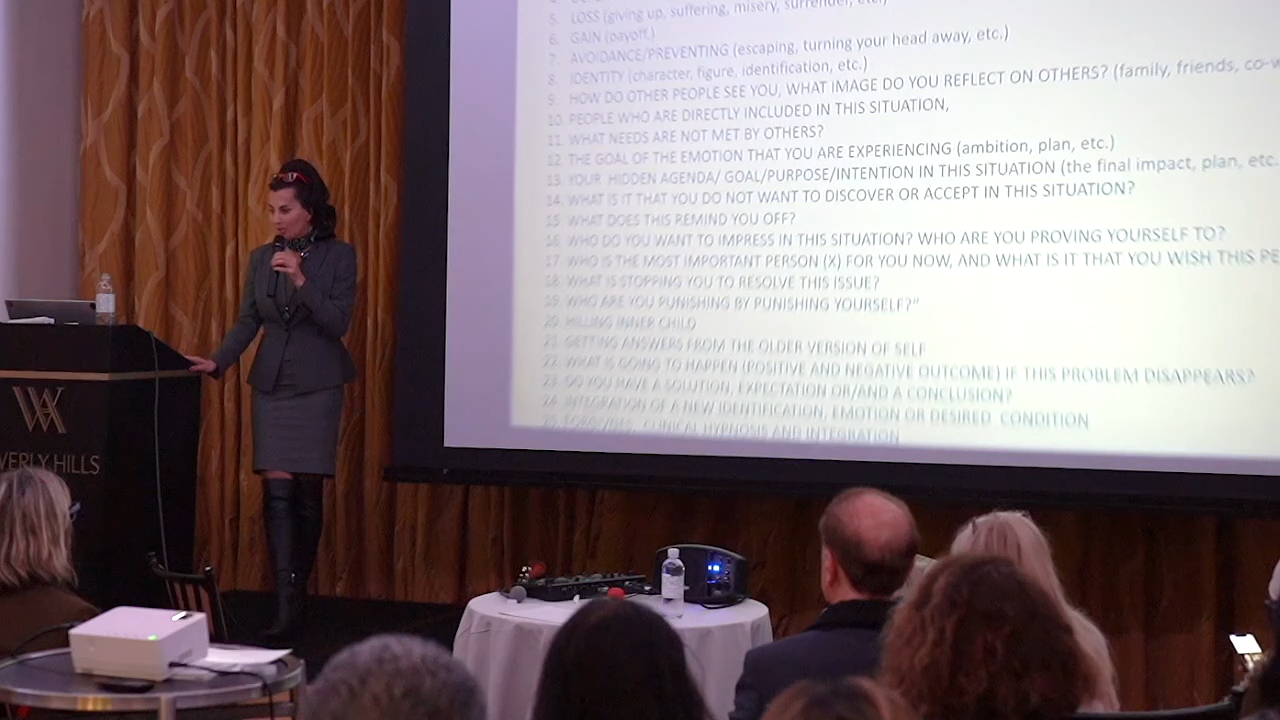 5. LOSS (giving up, suffering, misery, surrender, etc.)
6. GAIN (payoff.)
7. AVOIDANCE/PREVENTING (escaping, turning your head away, etc.)
8. IDENTITY (character, figure, identification, etc.)
9. HOW DO OTHER PEOPLE SEE YOU, WHAT IMAGE DO YOU REFLECT ON OTHERS? (family, friends, co-w
10. PEOPLE WHO ARE DIRECTLY INCLUDED IN THIS SITUATION,
11. WHAT NEEDS ARE NOT MET BY OTHERS?
12. THE GOAL OF THE EMOTION THAT YOU ARE EXPERIENCING (ambition, plan, etc.)
13. YOUR HIDDEN AGENDA/ GOAL/PURPOSE/INTENTION IN THIS SITUATION (the final impact, plan, etc.
14. WHAT IS IT THAT YOU DO NOT WANT TO DISCOVER OR ACCEPT IN THIS SITUATION?
15. WHAT DOES THIS REMIND YOU OFF?
16. WHO DO YOU WANT TO IMPRESS IN THIS SITUATION? WHO ARE YOU PROVING YOURSELF TO?
17. WHO IS THE MOST IMPORTANT PERSON (X) FOR YOU NOW, AND WHAT IS IT THAT YOU WISH THIS PE
18. WHAT IS STOPPING YOU TO RESOLVE THIS ISSUE?
19. WHO ARE YOU PUNISHING BY PUNISHING YOURSELF?"
20. HILLING INNER CHILD
21. GETTING ANSWERS FROM THE OLDER VERSION OF SELF
22. WHAT IS GOING TO HAPPEN (POSITIVE AND NEGATIVE OUTCOME) IF THIS PROBLEM DISAPPEARS?
23. DO YOU HAVE A SOLUTION, EXPECTATION OR/AND A CONCLUSION?
24. INTEGRATION OF A NEW IDENTIFICATION, EMOTION OR DESIRED CONDITION
25. CLINICAL HYPNOSIS AND INTEGRATION
WA
VERLY HILLS